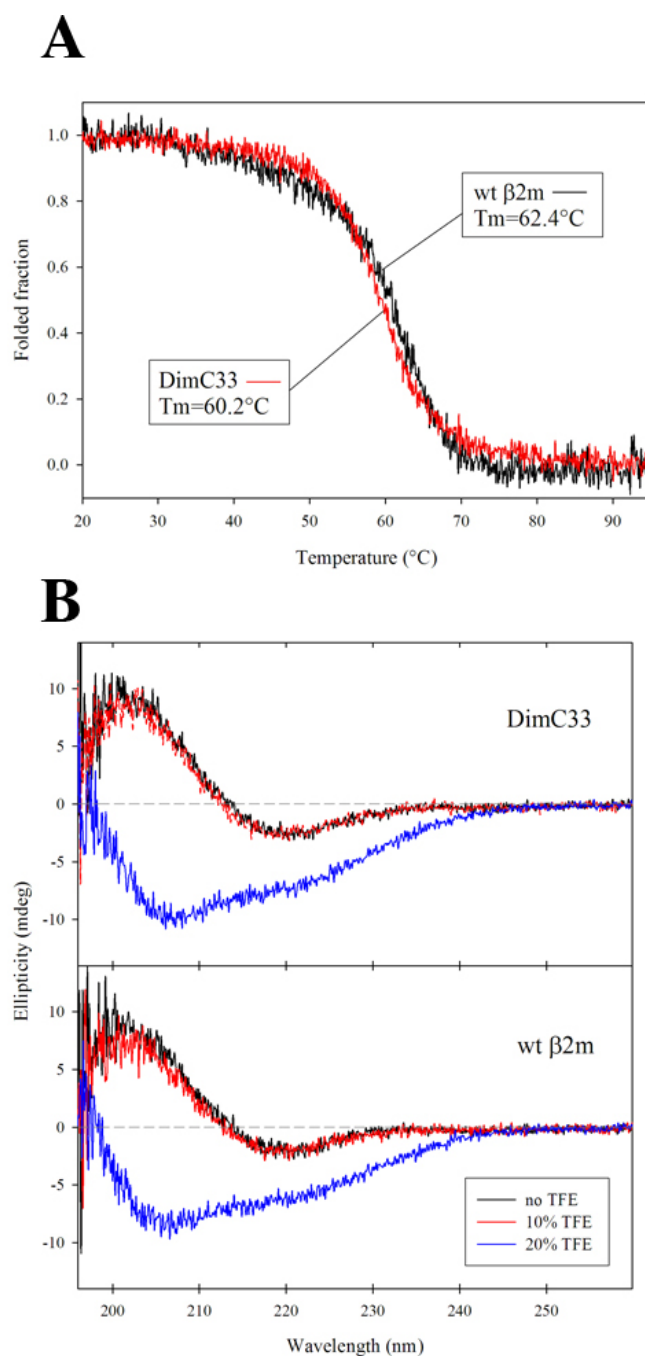 A
1.0
0.8
0.6
0.4
0.2
0.0
Folded fraction
wt β2m
Tm=62.4°C
DimC33
Tm=60.2°C
20 30 40 50 60 70 80 90
Temperature (°C)
B
DimC33
10
5
0
-5
-10
Ellipticity (mdeg)
wt β2m
10
5
0
-5
-10
no TFE
10% TFE
20% TFE
200 210 220 230 240 250
Wavelength (nm)